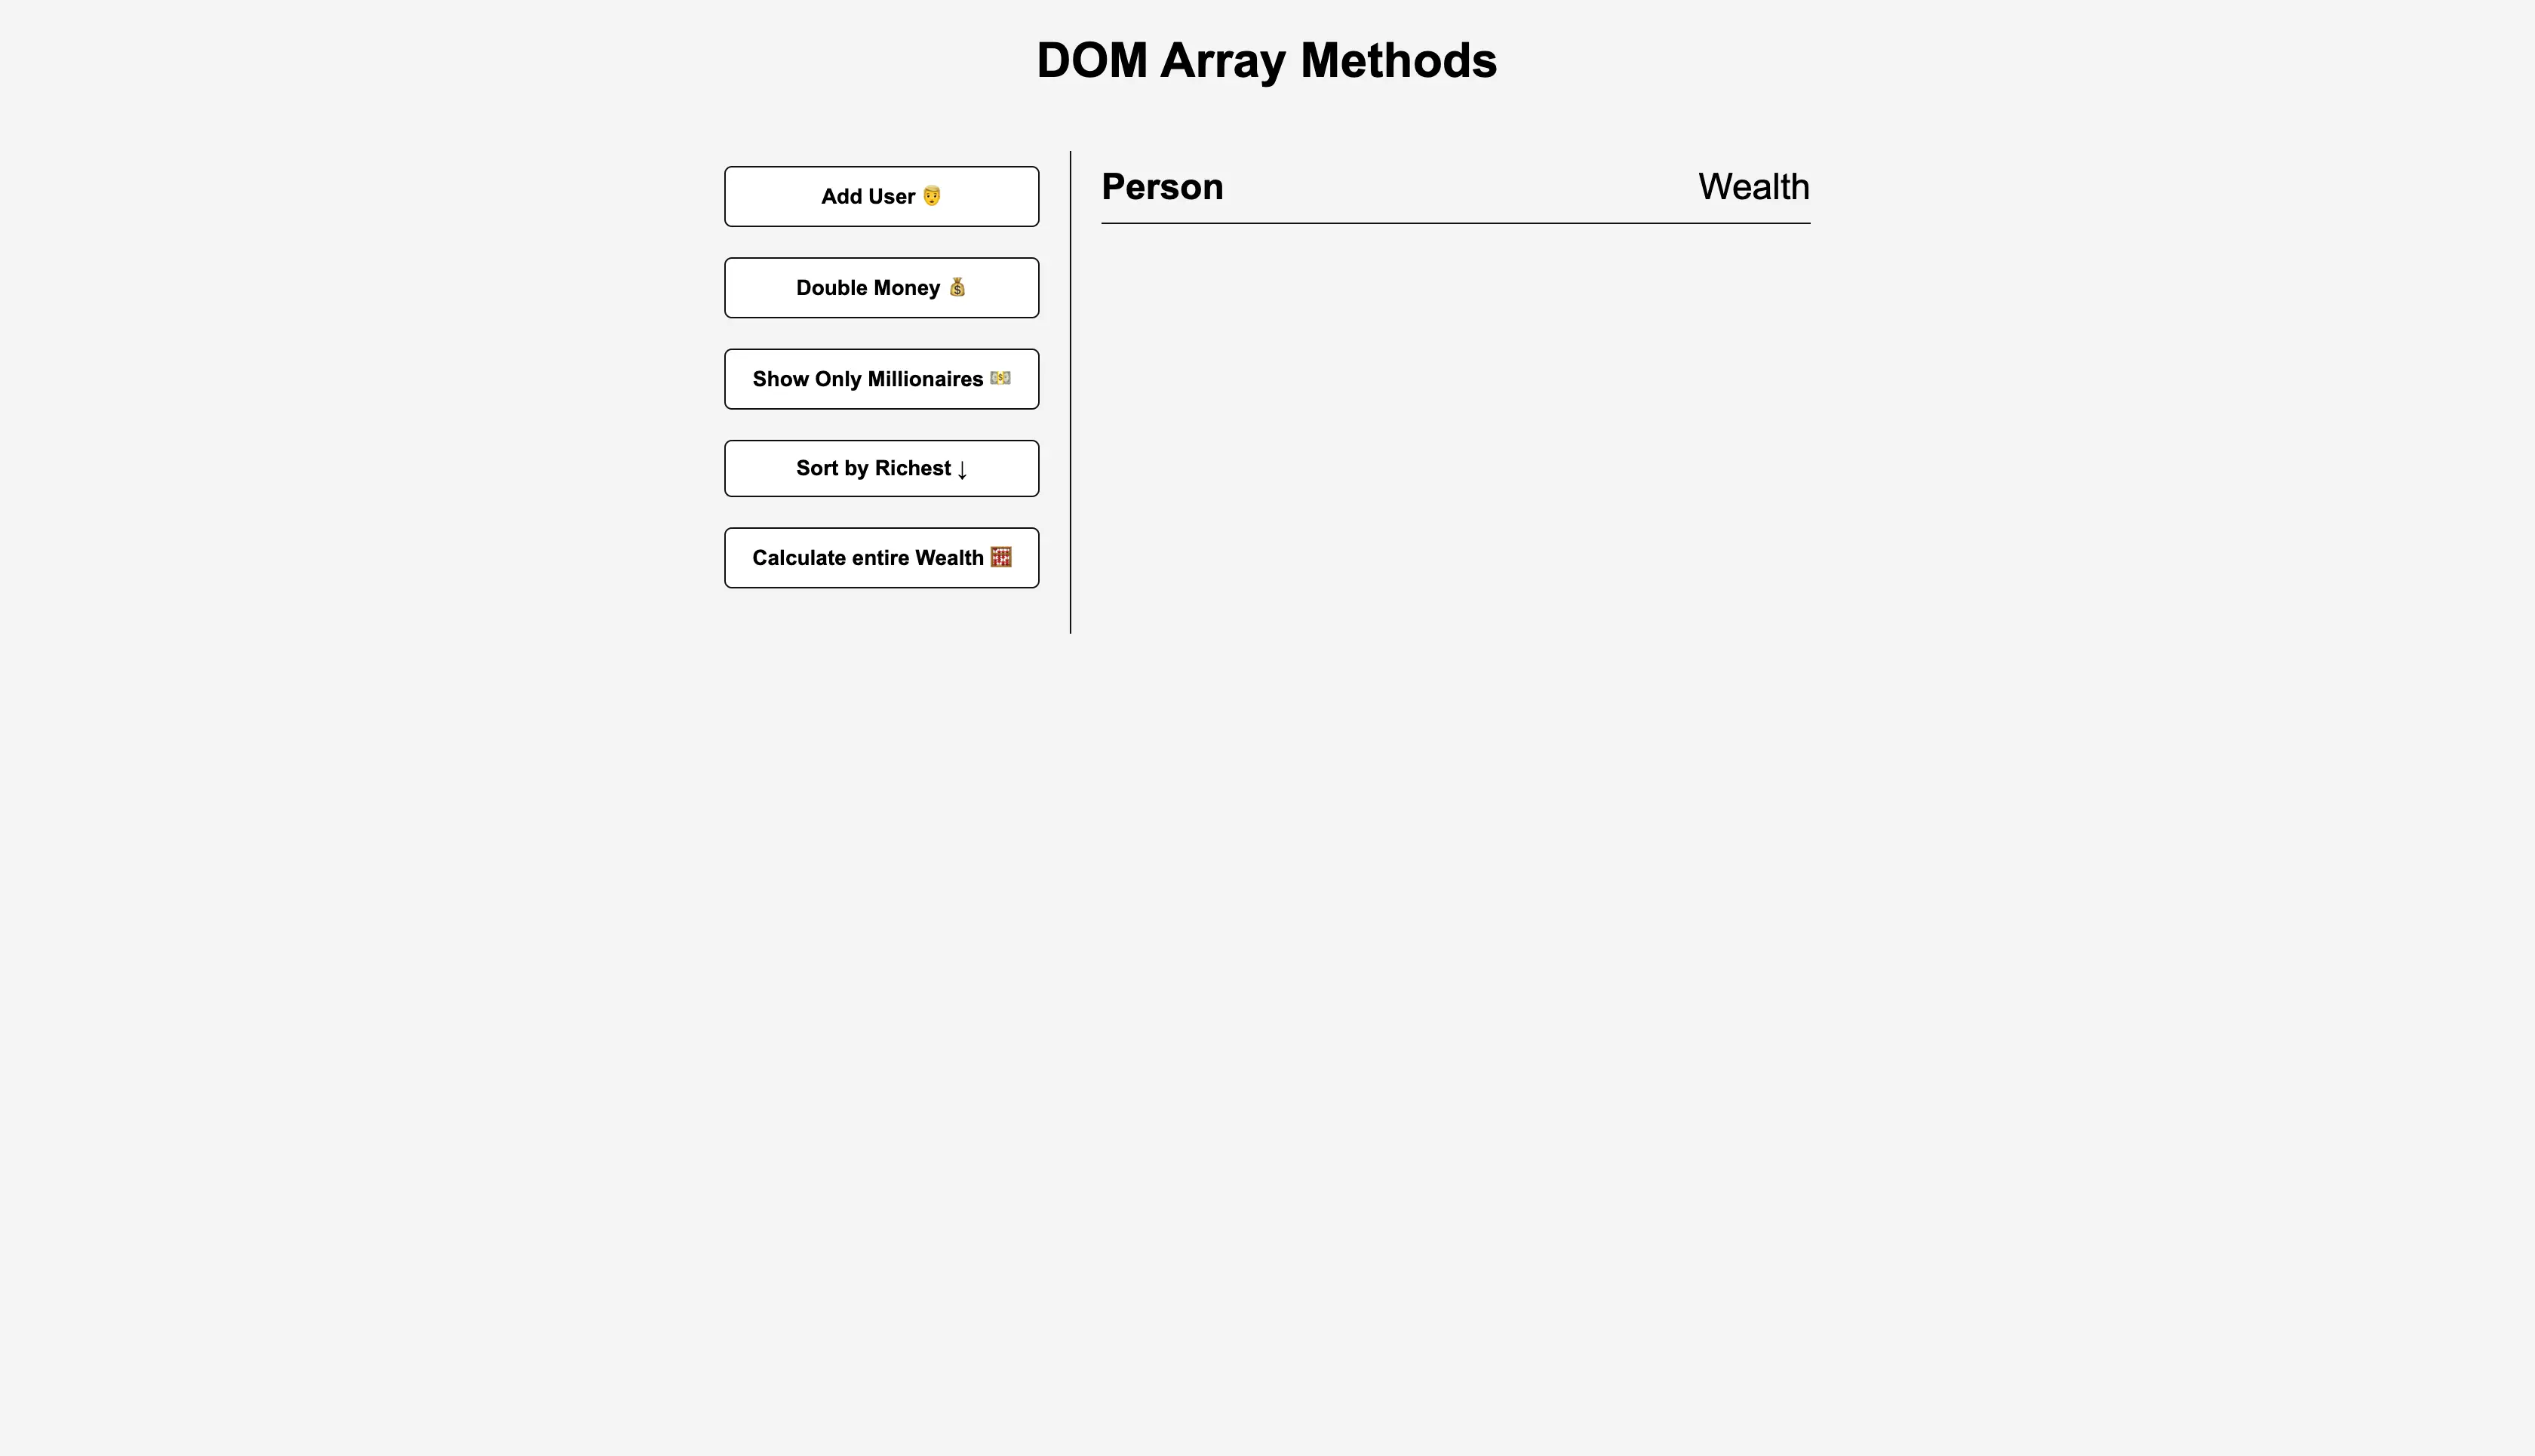 DOM Array Methods
Add User 👱
Double Money 💰
Show Only Millionaires 💵
Sort by Richest ↓
Calculate entire Wealth 🧮
Person Wealth